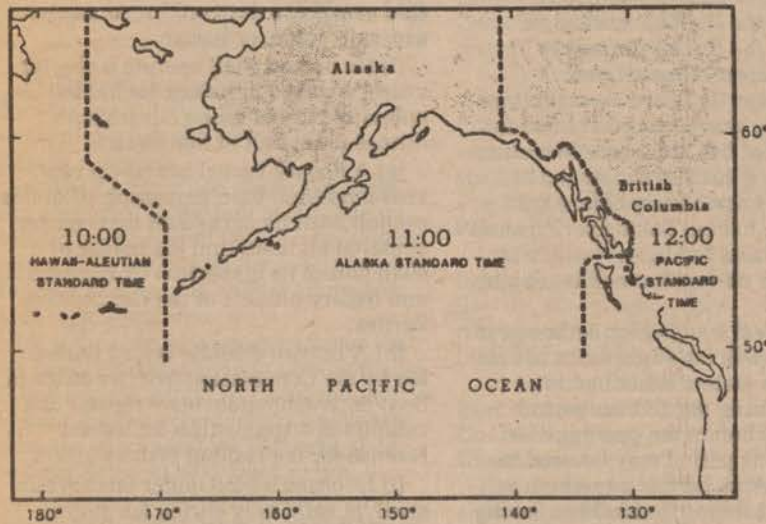 Alaska
60°
British
Columbia
10:00
HAWAII-ALEUTIAN
STANDARD TIME
11:00
ALASKA STANDARD TIME
12:00
PACIFIC
STANDARD
TIME
50°
NORTH PACIFIC OCEAN
180° 170° 160° 150° 140° 130°